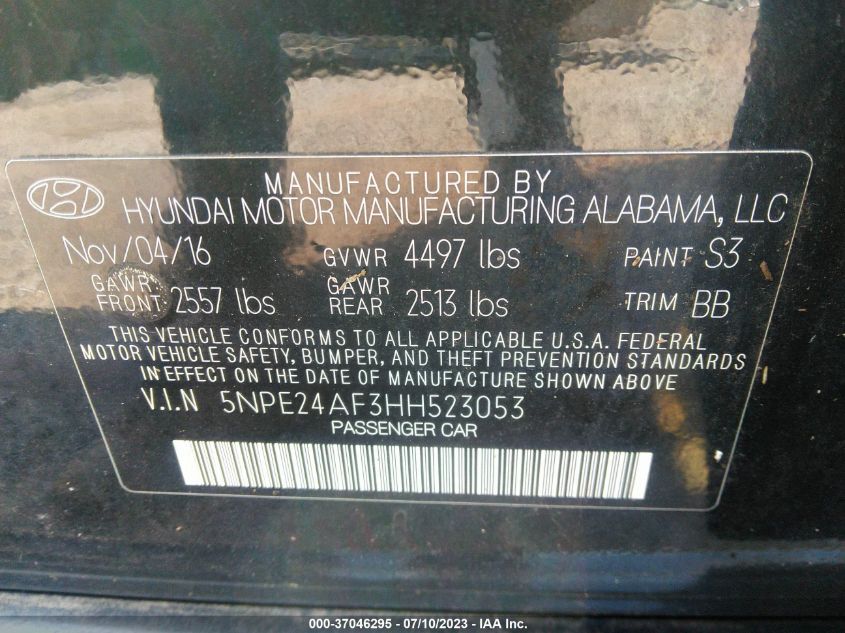 MANUFACTURED BY
HYUNDAI MOTOR MANUFACTURING ALABAMA, LLC
Nov/04/16 GVWR 4497 lbs PAINT S3
GAWR FRONT 2557 lbs GAWR REAR 2513 lbs TRIM BB
THIS VEHICLE CONFORMS TO ALL APPLICABLE U.S.A. FEDERAL
MOTOR VEHICLE SAFETY, BUMPER, AND THEFT PREVENTION STANDARDS
IN EFFECT ON THE DATE OF MANUFACTURE SHOWN ABOVE.
V.I.N 5NPE24AF3HH523053
PASSENGER CAR
000-37046295 - 07/10/2023 - © IAA Inc.